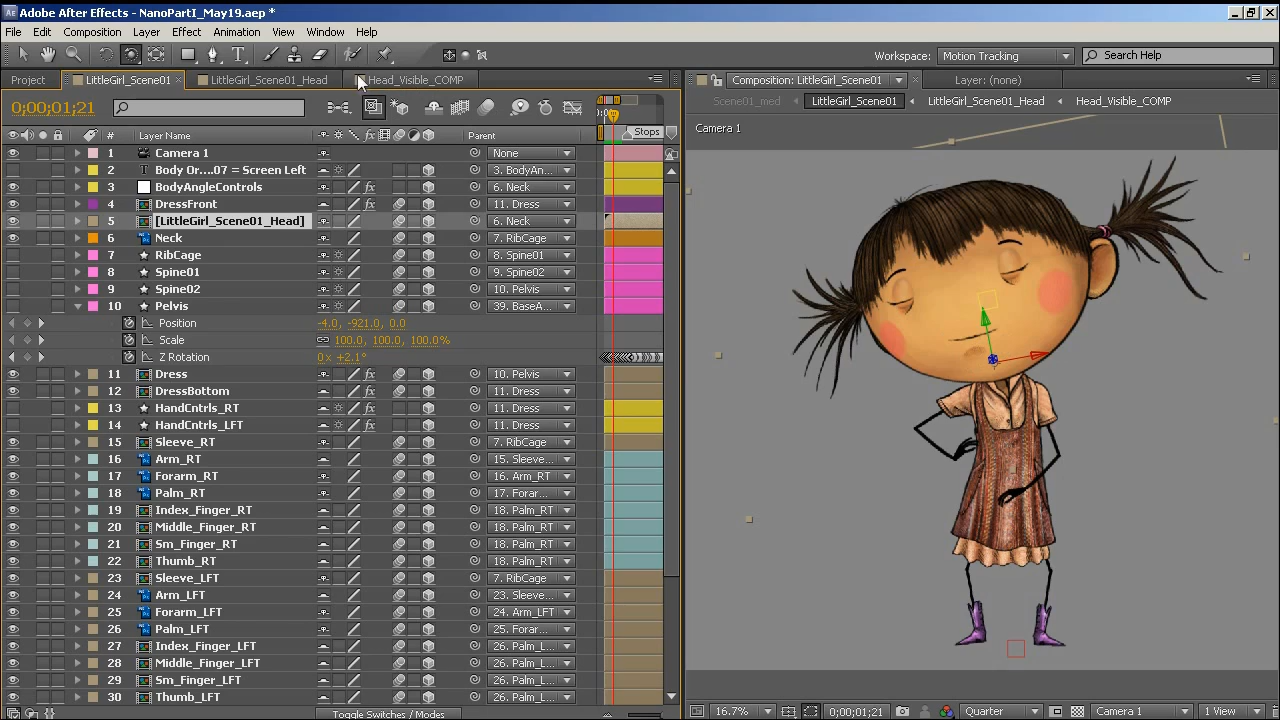 Adobe After Effects - NanoPartI_May19.aep *
File Edit Composition Layer Effect Animation View Window Help
Workspace: Motion Tracking Search Help
Project LittleGirl_Scene01 LittleGirl_Scene01_Head Head_Visible_COMP
Composition: LittleGirl_Scene01 Layer: (none)
0;00;01;21
Scene01_med LittleGirl_Scene01 LittleGirl_Scene01_Head Head_Visible_COMP
Camera 1
# Layer Name Parent Stops
1 Camera 1 None
2 Body Or....07 = Screen Left 3. BodyAn...
3 BodyAngleControls 6. Neck
4 DressFront 11. Dress
5 [LittleGirl_Scene01_Head] 6. Neck
6 Neck 7. RibCage
7 RibCage 8. Spine01
8 Spine01 9. Spine02
9 Spine02 10. Pelvis
10 Pelvis 39. BaseA...
Position -4.0, -921.0, 0.0
Scale 100.0, 100.0, 100.0%
Z Rotation 0x +2.1°
11 Dress 10. Pelvis
12 DressBottom 11. Dress
13 HandCntrls_RT 11. Dress
14 HandCntrls_LFT 11. Dress
15 Sleeve_RT 7. RibCage
16 Arm_RT 15. Sleeve...
17 Forarm_RT 16. Arm_RT
18 Palm_RT 17. Forar...
19 Index_Finger_RT 18. Palm_RT
20 Middle_Finger_RT 18. Palm_RT
21 Sm_Finger_RT 18. Palm_RT
22 Thumb_RT 18. Palm_RT
23 Sleeve_LFT 7. RibCage
24 Arm_LFT 23. Sleeve...
25 Forarm_LFT 24. Arm_LFT
26 Palm_LFT 25. Forar...
27 Index_Finger_LFT 26. Palm_L...
28 Middle_Finger_LFT 26. Palm_L...
29 Sm_Finger_LFT 26. Palm_L...
30 Thumb_LFT 26. Palm_L...
Toggle Switches / Modes
16.7% 0;00;01;21 Quarter Camera 1 1 View